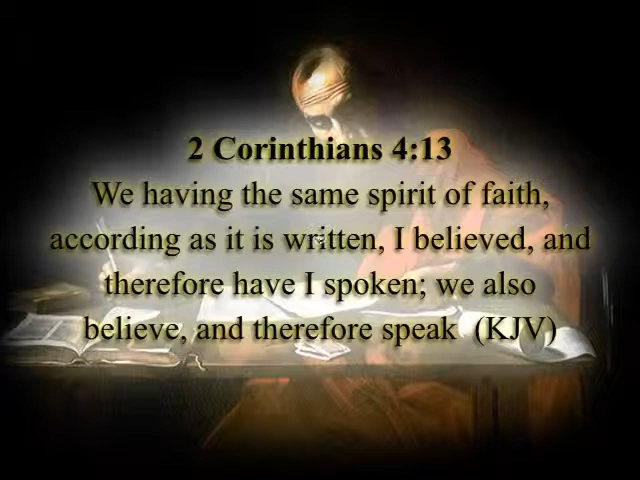 2 Corinthians 4:13
We having the same spirit of faith,
according as it is written, I believed, and
therefore have I spoken; we also
believe, and therefore speak  (KJV)